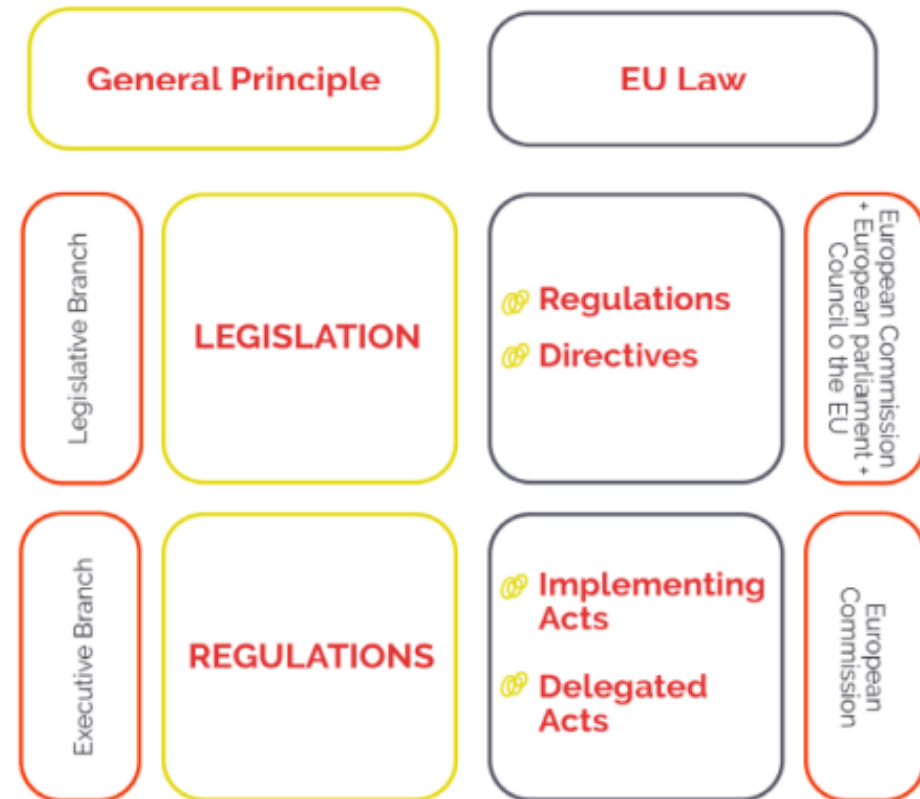 General Principle
EU Law
Legislative Branch
LEGISLATION
Regulations
Directives
European Commission
+ European parliament +
Council o the EU
Executive Branch
REGULATIONS
Implementing
Acts
Delegated
Acts
European
Commission